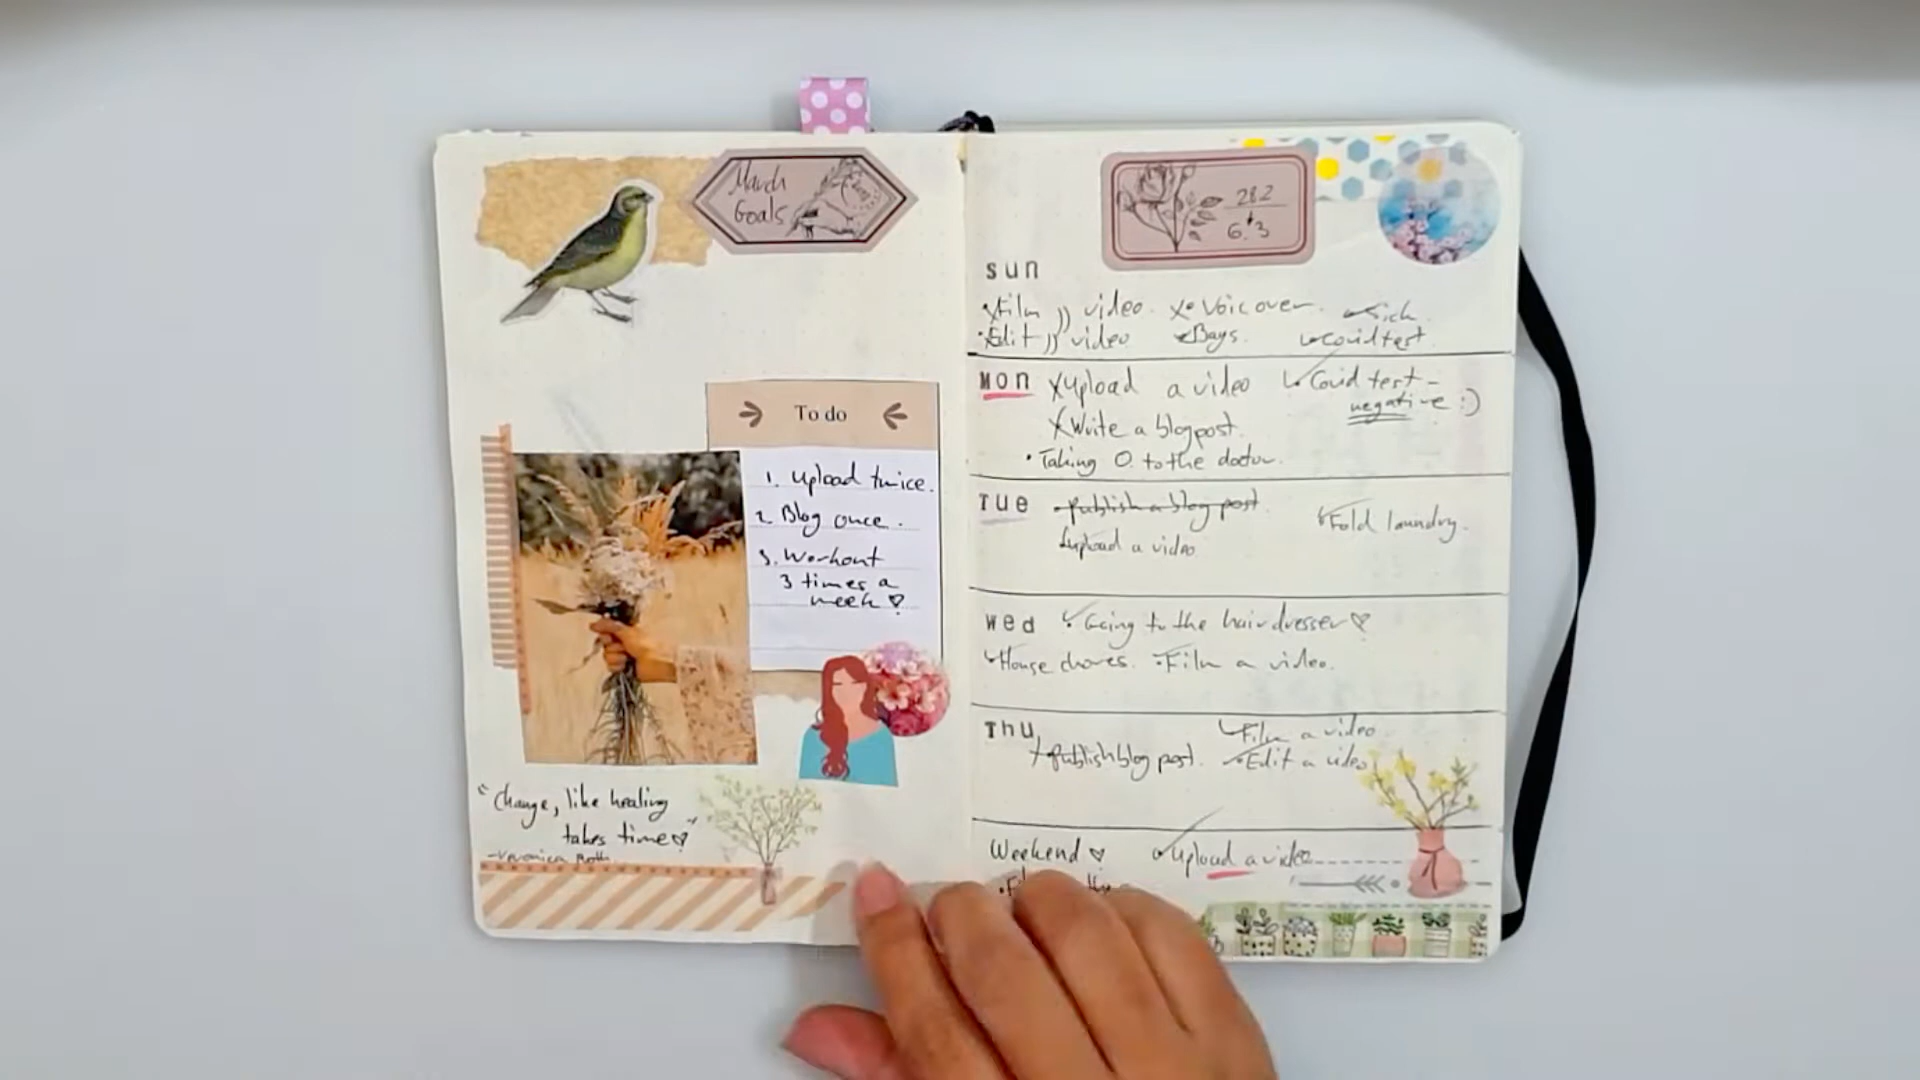 March
Goals
To do
1. Upload twice.
2. Blog once.
3. Workout
3 times a
week
"Change, like healing
takes time"
-Veronica Roth
28.2
6.3
sun
Film video. Voiceover. Sick.
Edit video Covid test.
Mon Upload a video Covid test -
negative :)
Write a blogpost.
Taking O. to the doctor.
Tue publish a blog post. Fold laundry.
Upload a video
Wed Going to the hairdresser
House chores. Film a video.
Thu Film a video
publish blog post. Edit a video
Weekend Upload a video